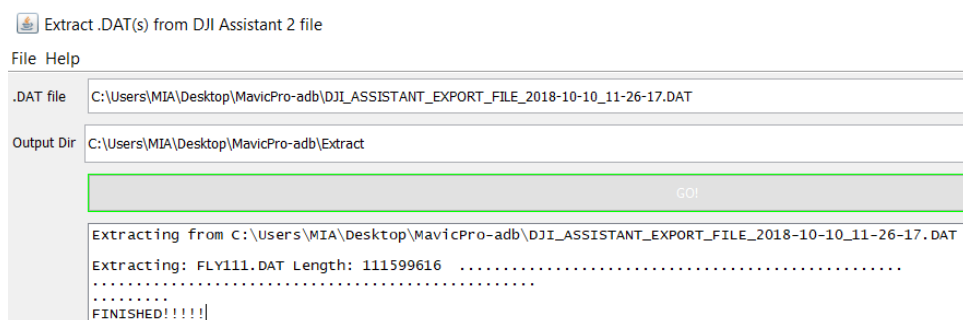 Extract .DAT(s) from DJI Assistant 2 file
File Help
.DAT file C:\Users\MIA\Desktop\MavicPro-adb\DJI_ASSISTANT_EXPORT_FILE_2018-10-10_11-26-17.DAT
Output Dir C:\Users\MIA\Desktop\MavicPro-adb\Extract
GO!
Extracting from C:\Users\MIA\Desktop\MavicPro-adb\DJI_ASSISTANT_EXPORT_FILE_2018-10-10_11-26-17.DAT
Extracting: FLY111.DAT Length: 111599616 ..................................................
..................................................
.........
FINISHED!!!!!